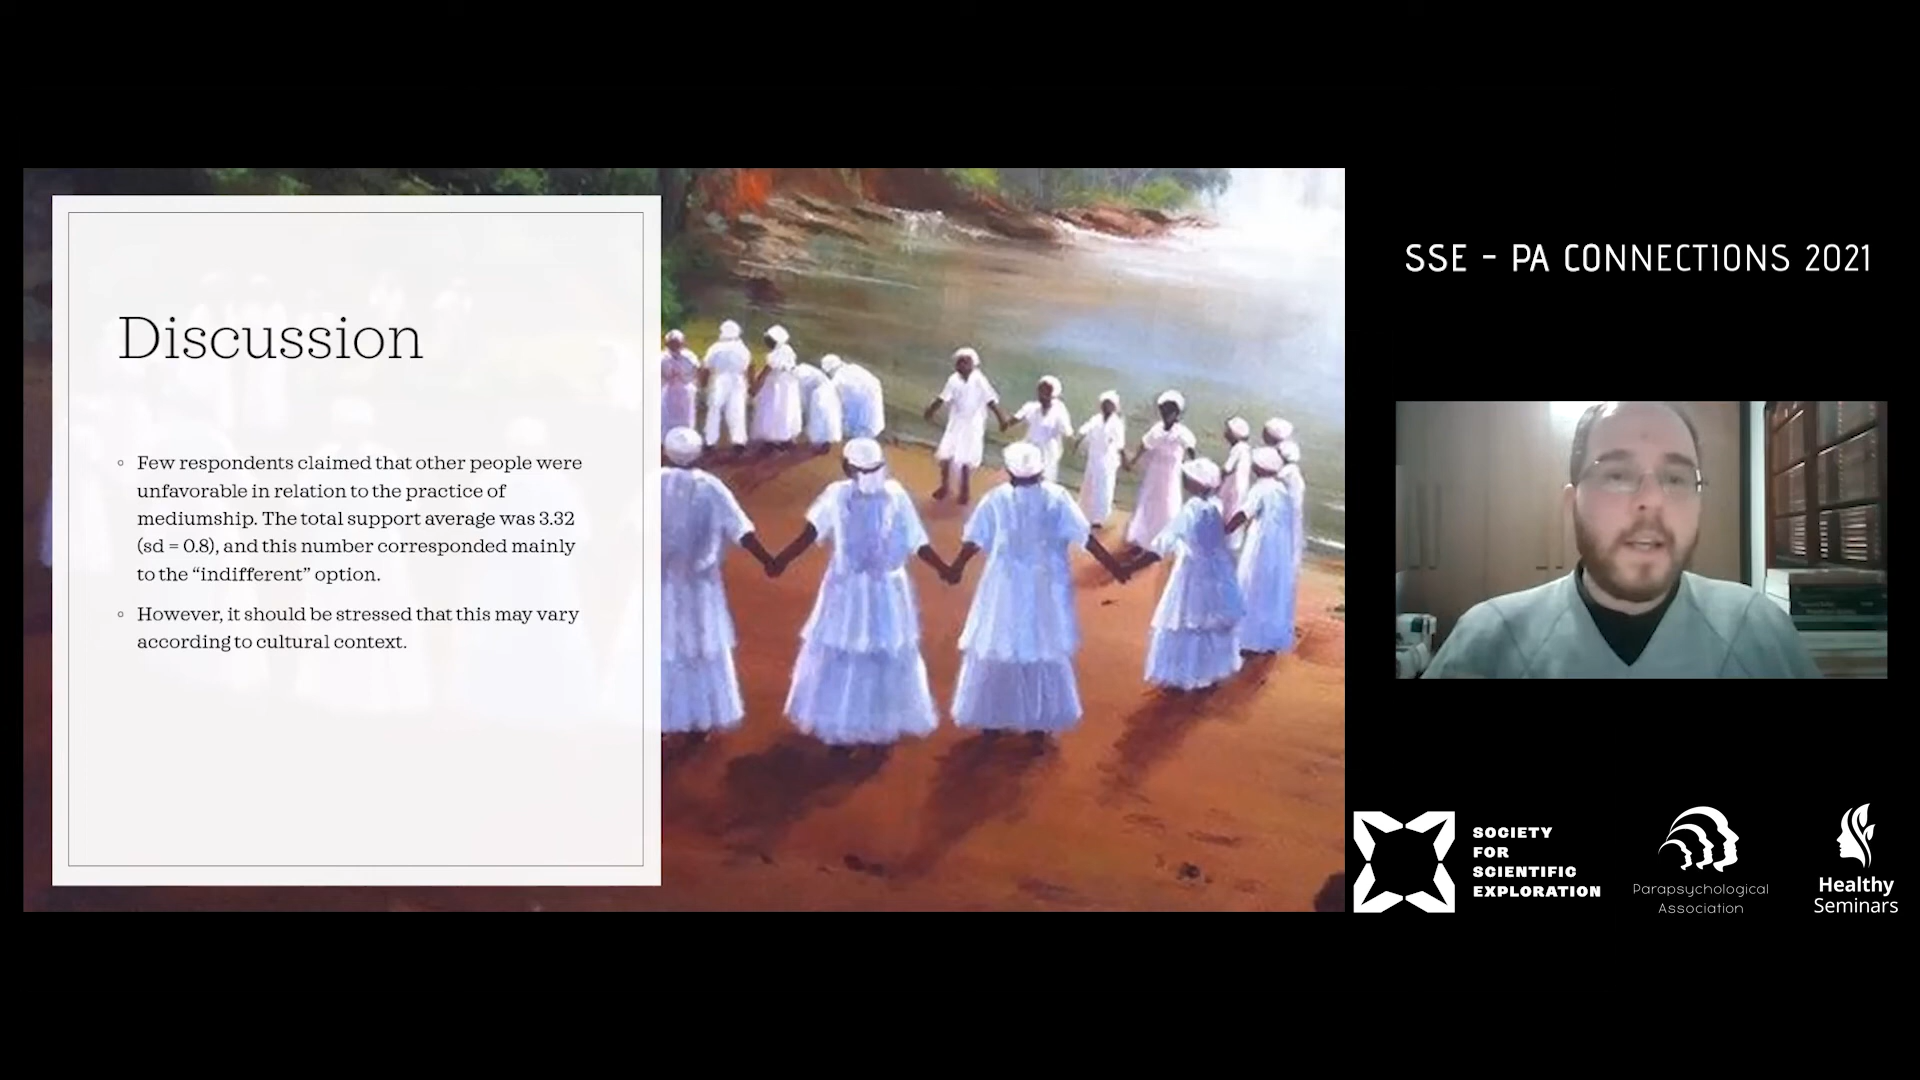 Discussion
◦ Few respondents claimed that other people were
unfavorable in relation to the practice of
mediumship. The total support average was 3.32
(sd = 0.8), and this number corresponded mainly
to the “indifferent” option.
◦ However, it should be stressed that this may vary
according to cultural context.
SSE - PA CONNECTIONS 2021
SOCIETY
FOR
SCIENTIFIC
EXPLORATION
Parapsychological
Association
Healthy
Seminars